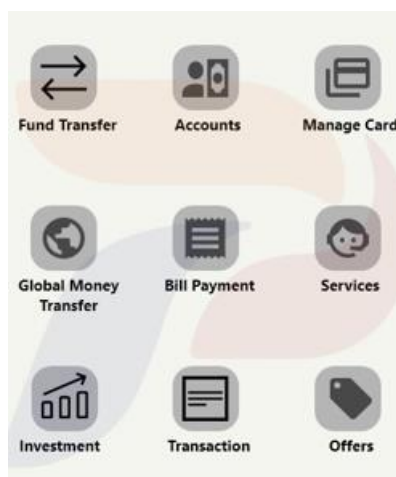 Fund Transfer
Accounts
Manage Card
Global Money
Transfer
Bill Payment
Services
Investment
Transaction
Offers